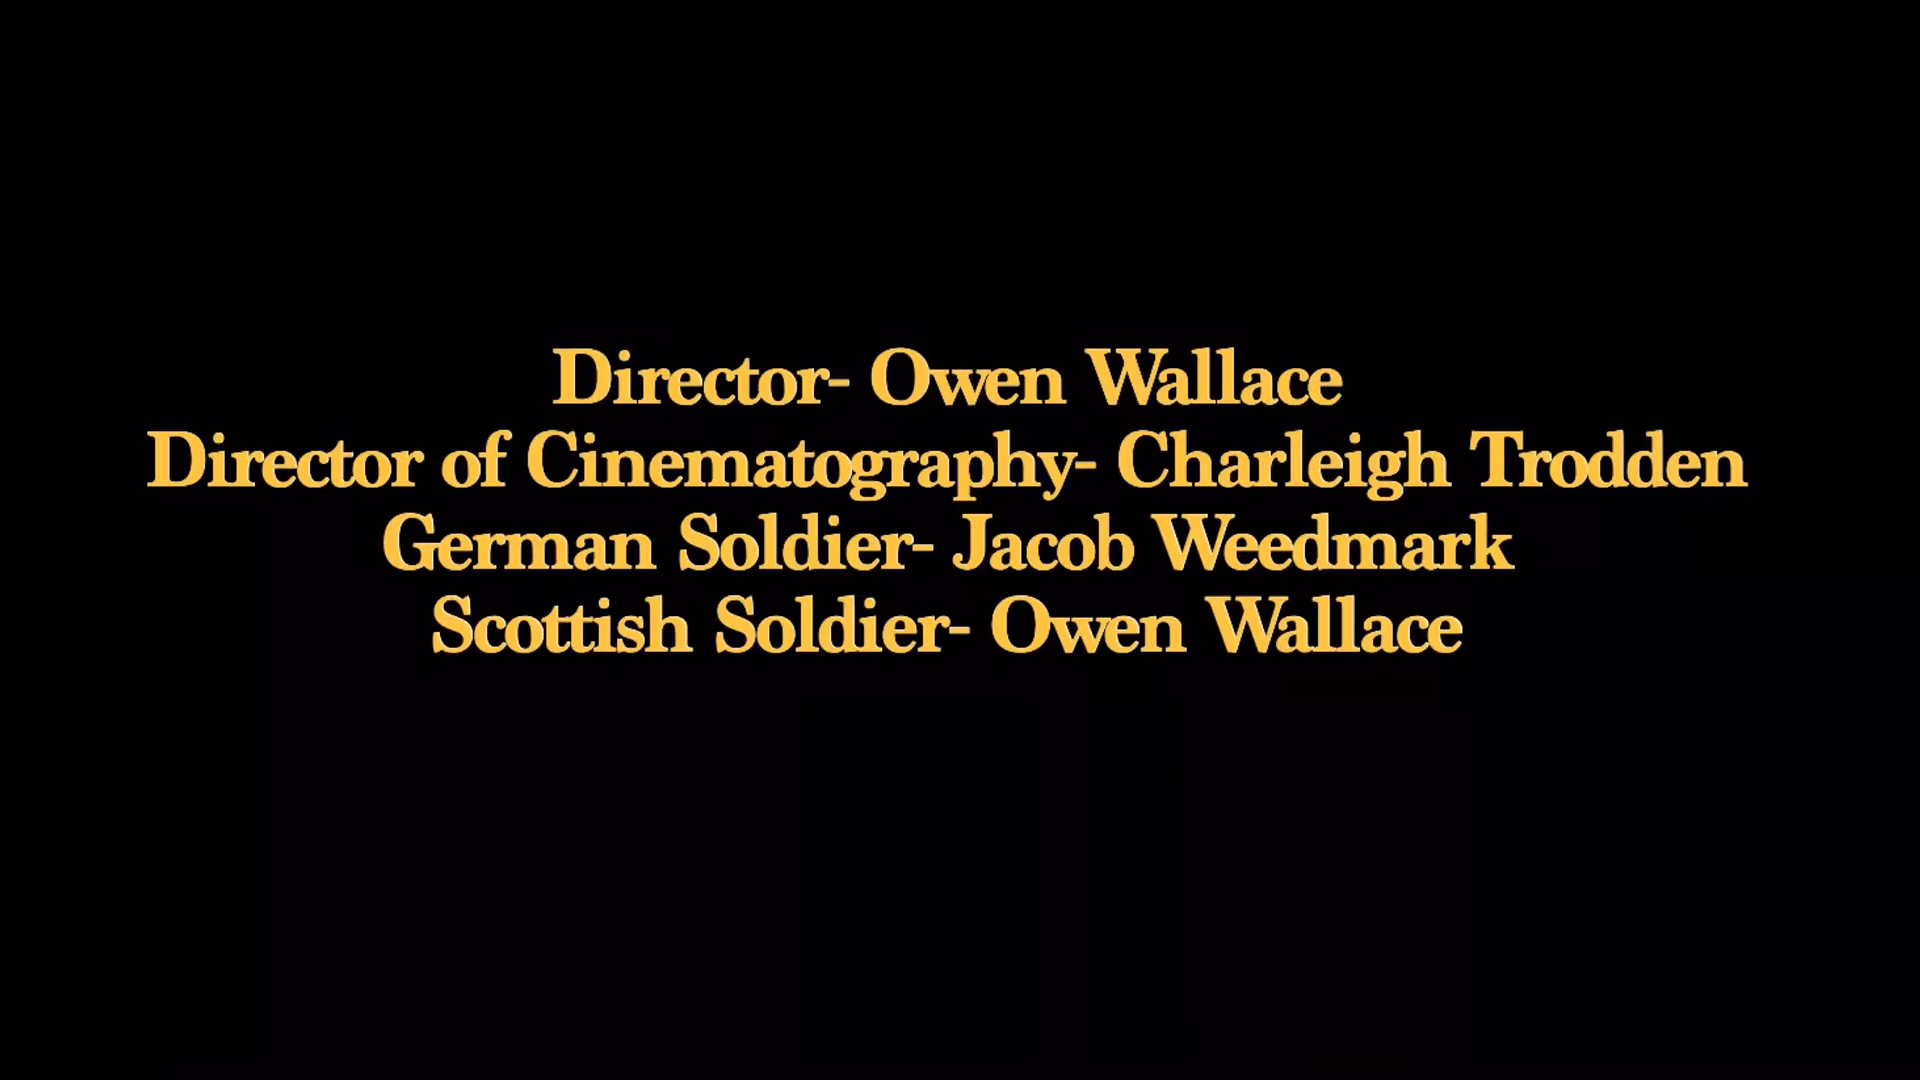 Director- Owen Wallace
Director of Cinematography- Charleigh Trodden
German Soldier- Jacob Weedmark
Scottish Soldier- Owen Wallace